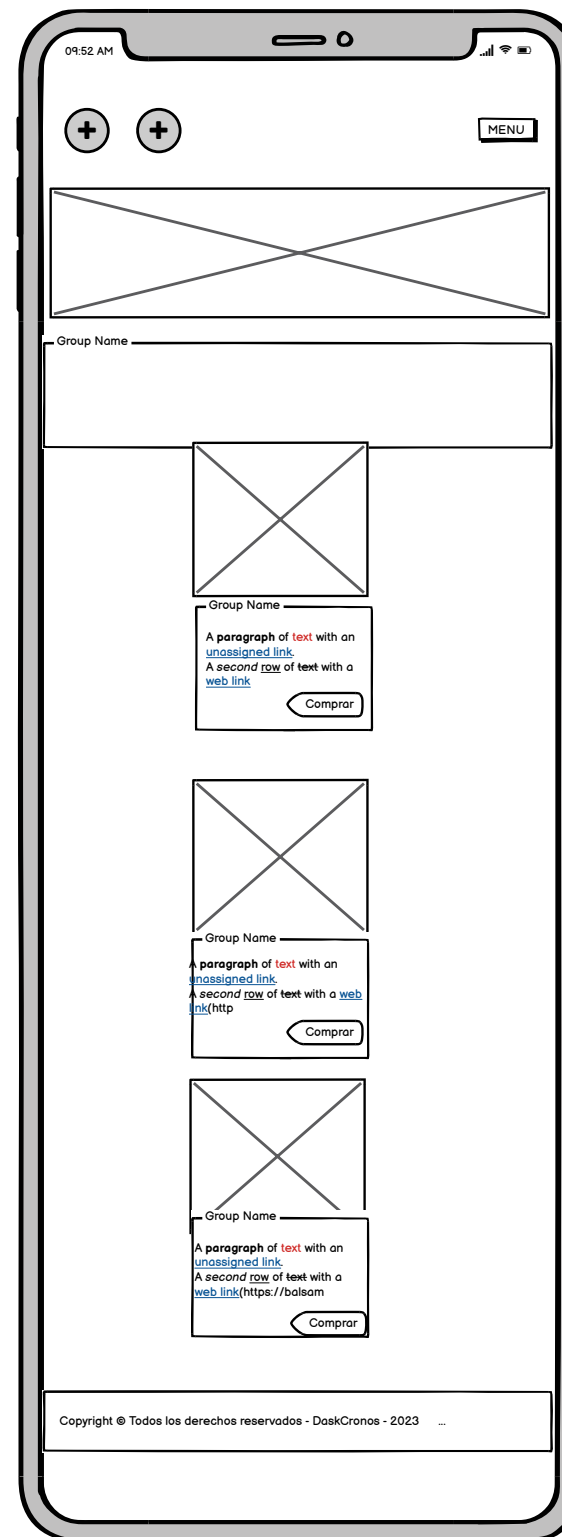 09:52 AM
MENU
Group Name
Group Name
A paragraph of text with an
unassigned link.
A second row of text with a
web link
Comprar
Group Name
A paragraph of text with an
unassigned link.
A second row of text with a web
link(http
Comprar
Group Name
A paragraph of text with an
unassigned link.
A second row of text with a
web link(https://balsam
Comprar
Copyright © Todos los derechos reservados - DaskCronos - 2023 ...